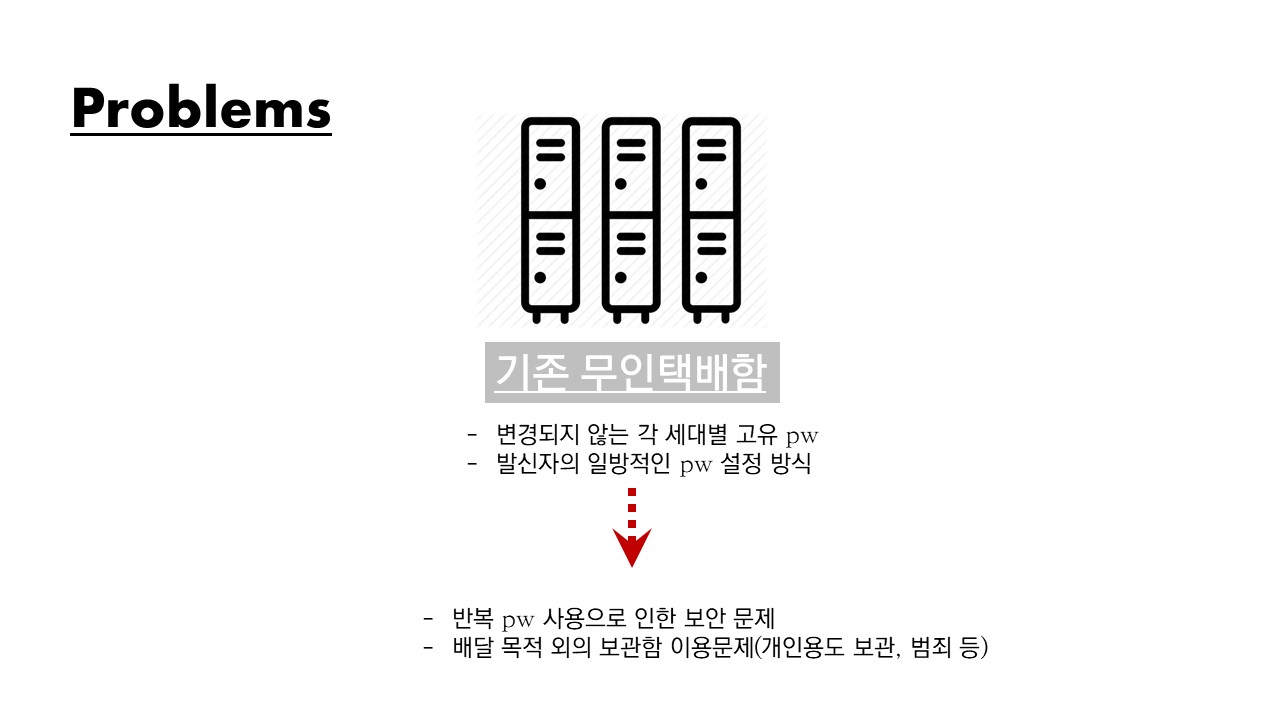 Problems
기존 무인택배함
- 변경되지 않는 각 세대별 고유 pw
- 발신자의 일방적인 pw 설정 방식
- 반복 pw 사용으로 인한 보안 문제
- 배달 목적 외의 보관함 이용문제(개인용도 보관, 범죄 등)